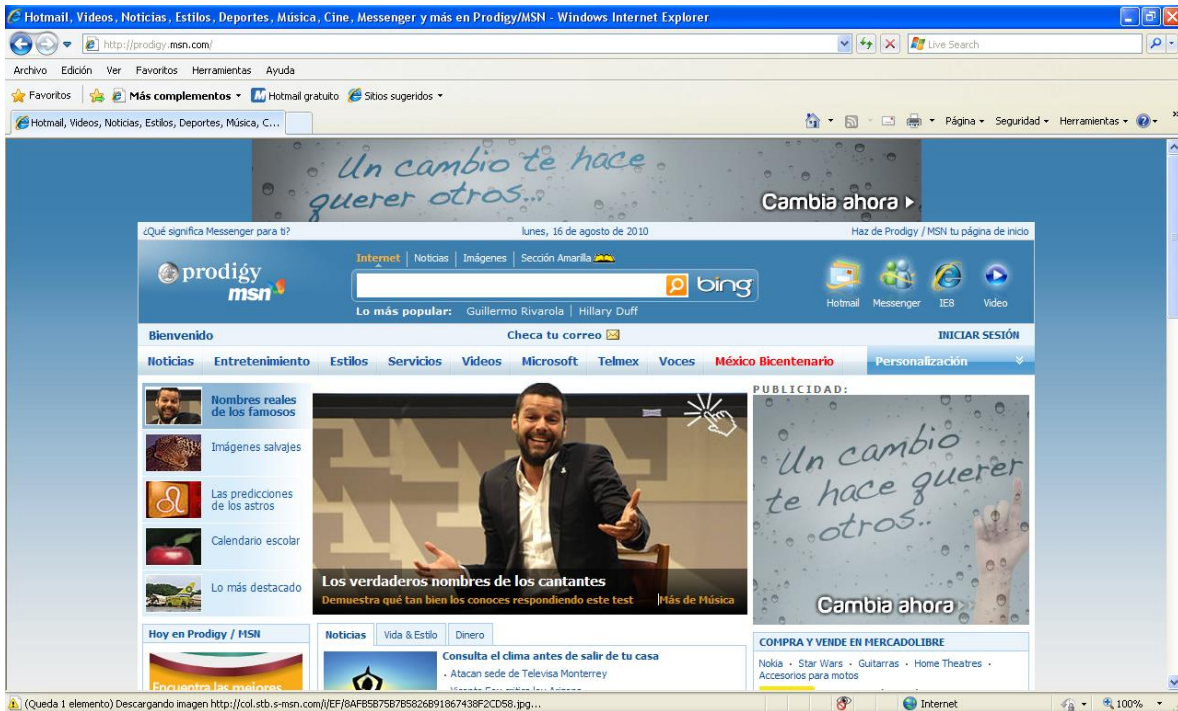 Hotmail, Videos, Noticias, Estilos, Deportes, Música, Cine, Messenger y más en Prodigy/MSN - Windows Internet Explorer
http://prodigy.msn.com/
Live Search
Archivo Edición Ver Favoritos Herramientas Ayuda
Favoritos Más complementos Hotmail gratuito Sitios sugeridos
Hotmail, Videos, Noticias, Estilos, Deportes, Música, C...
Página Seguridad Herramientas
Un cambio te hace
querer otros...
Cambia ahora
¿Qué significa Messenger para ti? lunes, 16 de agosto de 2010 Haz de Prodigy / MSN tu página de inicio
Internet | Noticias | Imágenes | Sección Amarilla
prodigy
msn
bing
Hotmail Messenger IE8 Video
Lo más popular: Guillermo Rivarola | Hillary Duff
Bienvenido Checa tu correo INICIAR SESIÓN
Noticias Entretenimiento Estilos Servicios Videos Microsoft Telmex Voces México Bicentenario Personalización
Nombres reales
de los famosos
Imágenes salvajes
Las predicciones
de los astros
Calendario escolar
Lo más destacado
Los verdaderos nombres de los cantantes
Demuestra qué tan bien los conoces respondiendo este test |Más de Música
PUBLICIDAD:
Un cambio
te hace querer
otros..
Cambia ahora
Hoy en Prodigy / MSN
Encuentra las mejores
Noticias Vida & Estilo Dinero
Consulta el clima antes de salir de tu casa
· Atacan sede de Televisa Monterrey
COMPRA Y VENDE EN MERCADOLIBRE
Nokia · Star Wars · Guitarras · Home Theatres ·
Accesorios para motos
(Queda 1 elemento) Descargando imagen http://col.stb.s-msn.com/i/EF/8AFB5B75B7B5826B91867438F2CD58.jpg... Internet 100%